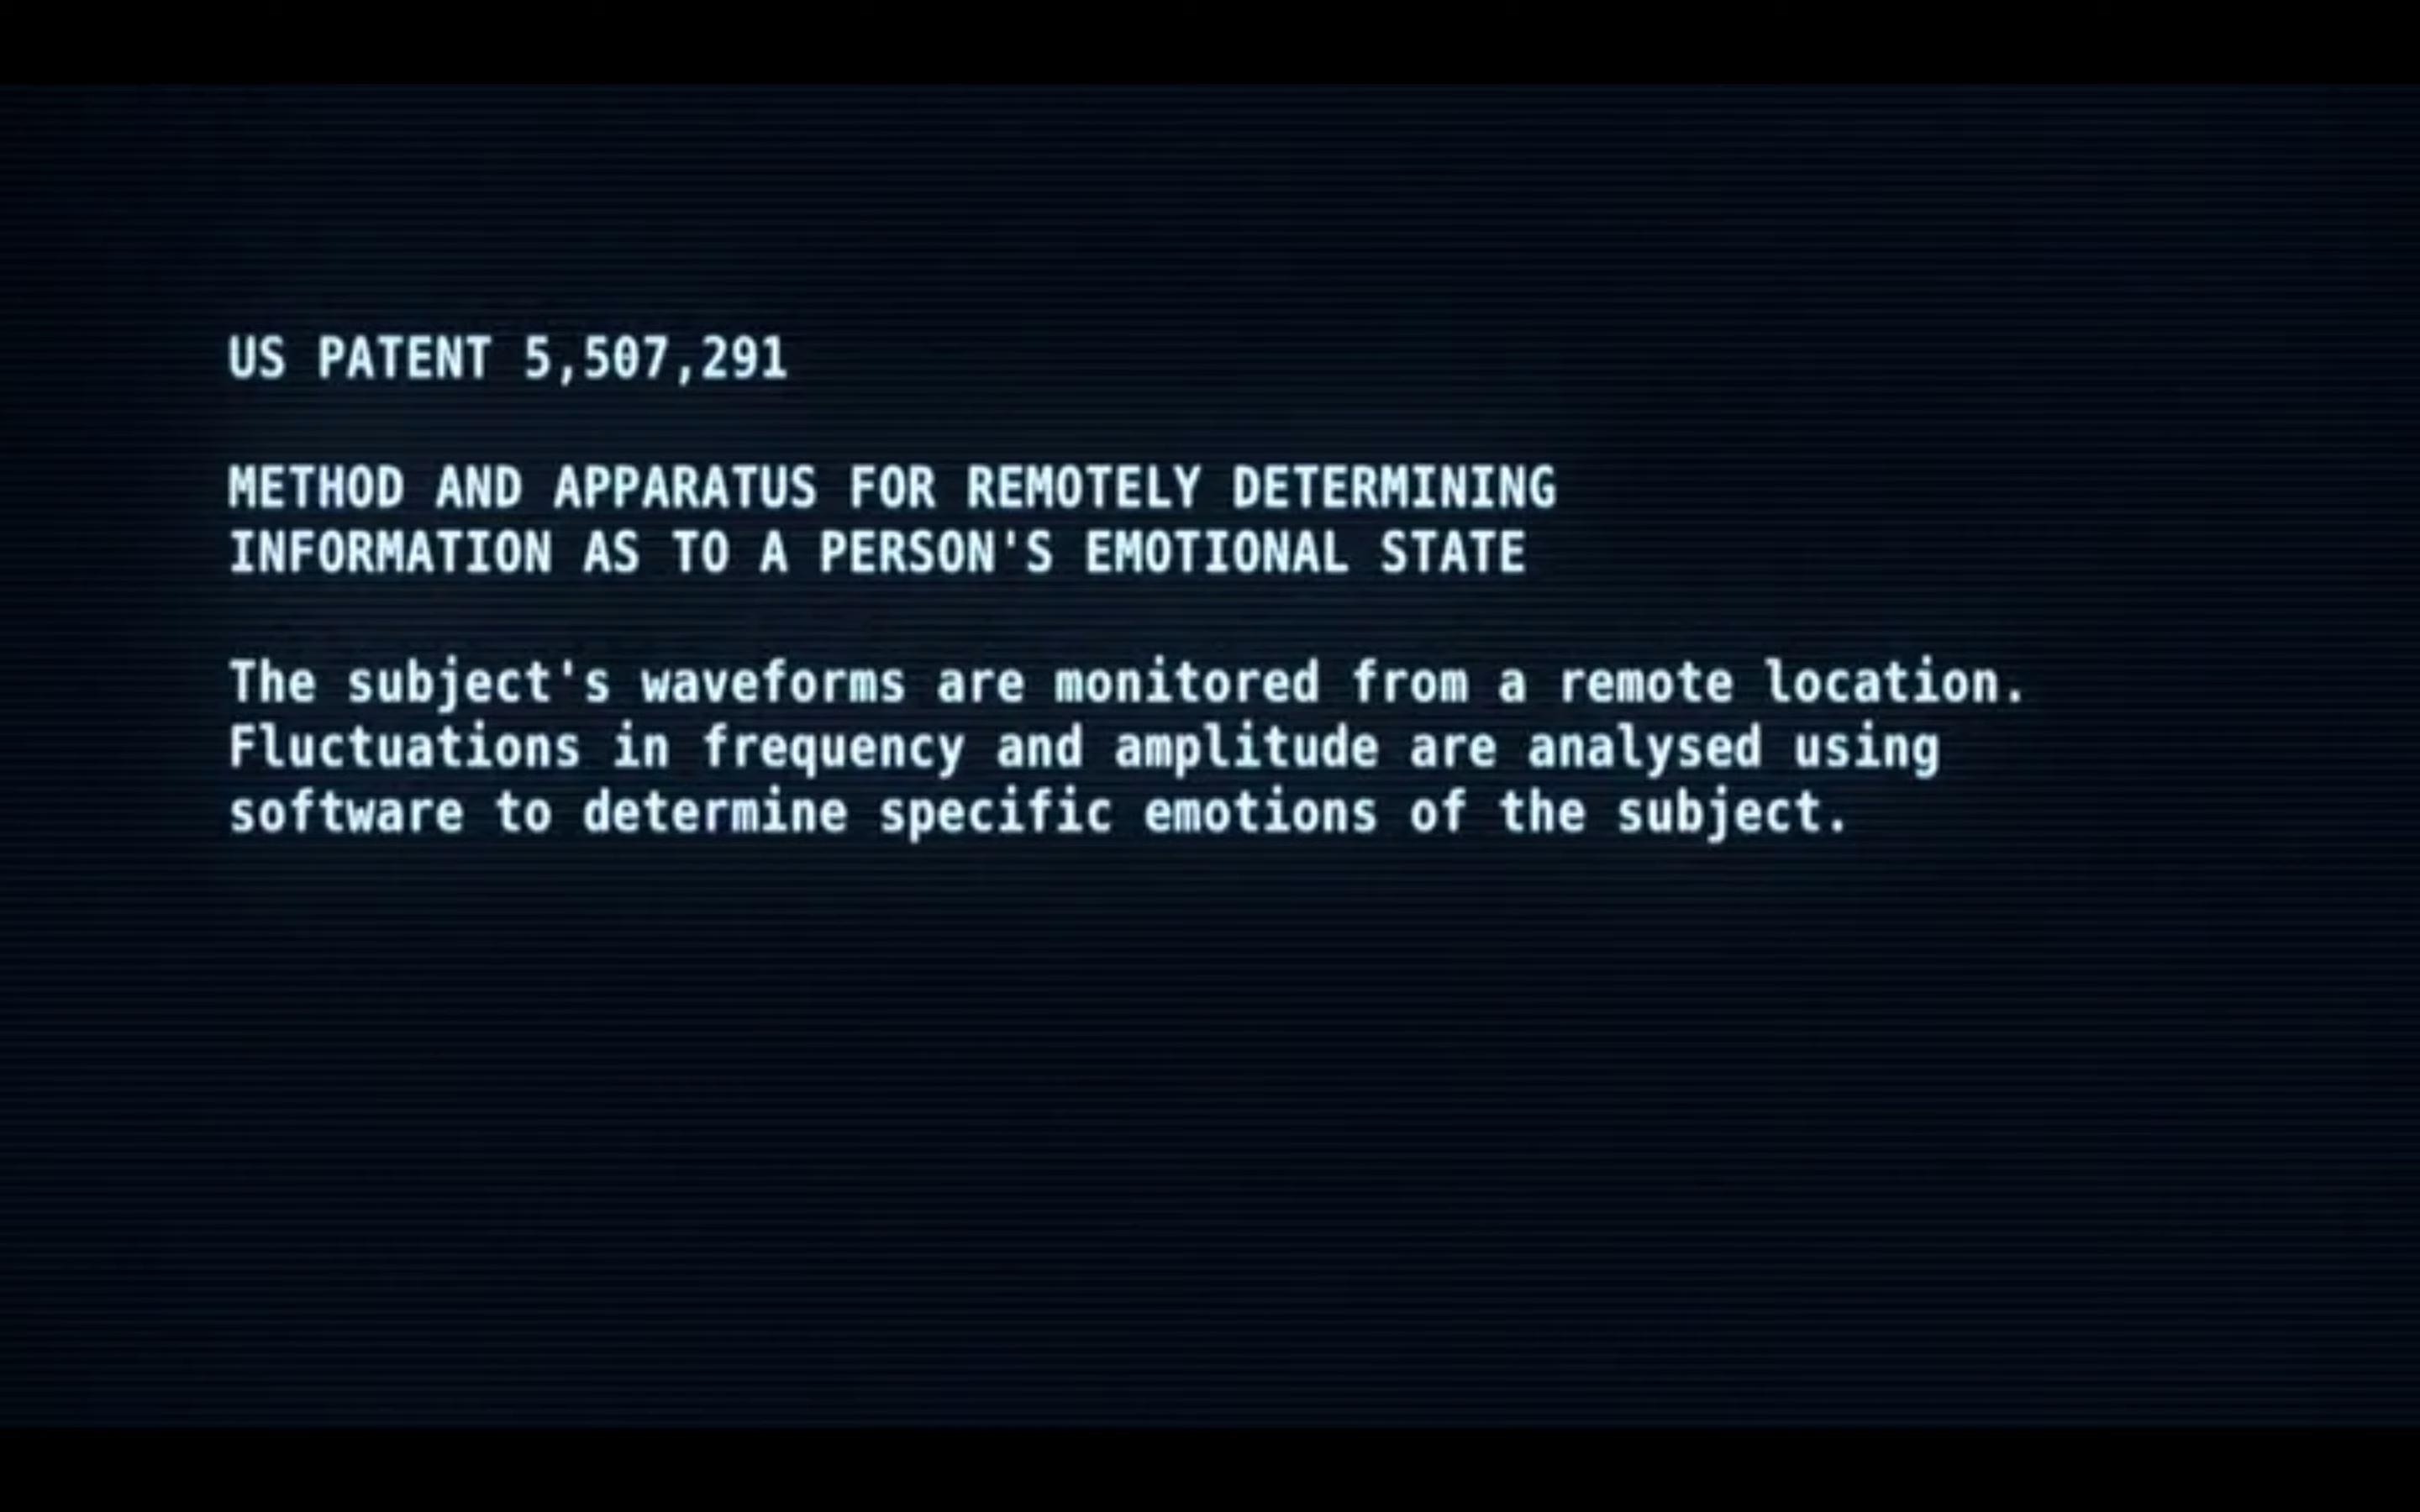 US PATENT 5,507,291
METHOD AND APPARATUS FOR REMOTELY DETERMINING
INFORMATION AS TO A PERSON'S EMOTIONAL STATE
The subject's waveforms are monitored from a remote location.
Fluctuations in frequency and amplitude are analysed using
software to determine specific emotions of the subject.